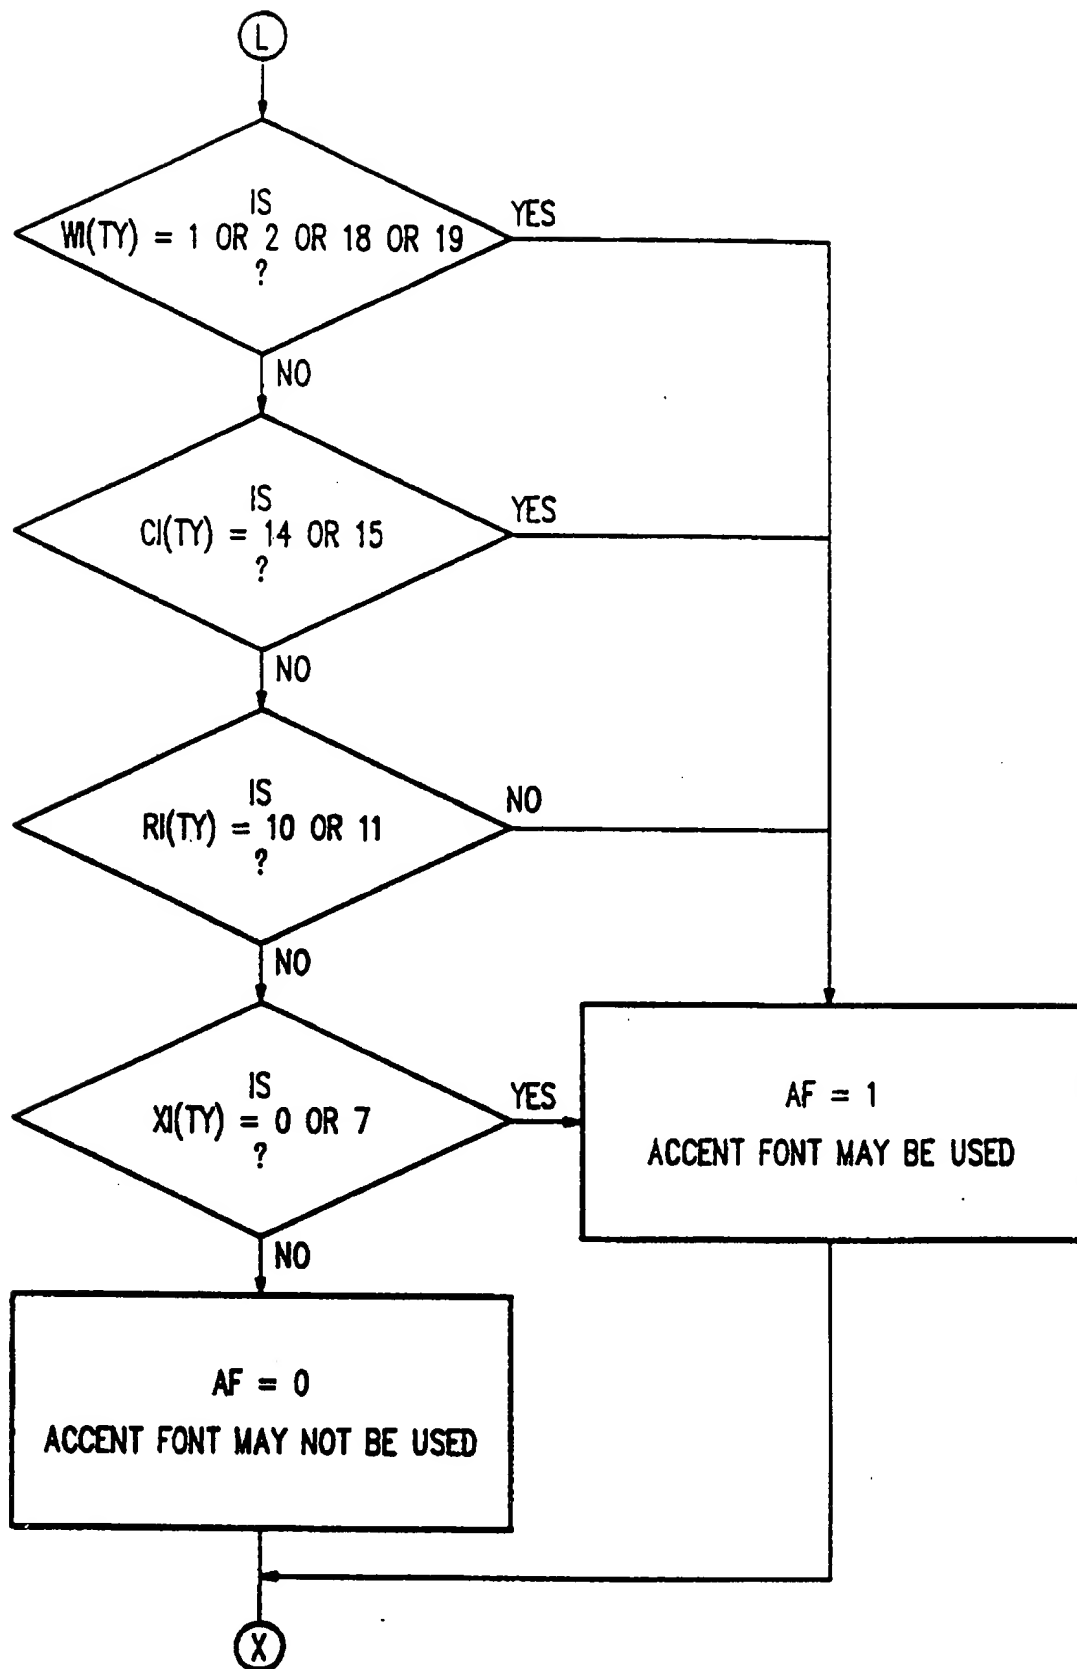 L
IS
WI(TY) = 1 OR 2 OR 18 OR 19
?
YES
NO
IS
CI(TY) = 14 OR 15
?
YES
NO
IS
RI(TY) = 10 OR 11
?
NO
NO
IS
XI(TY) = 0 OR 7
?
YES
AF = 1
ACCENT FONT MAY BE USED
NO
AF = 0
ACCENT FONT MAY NOT BE USED
X